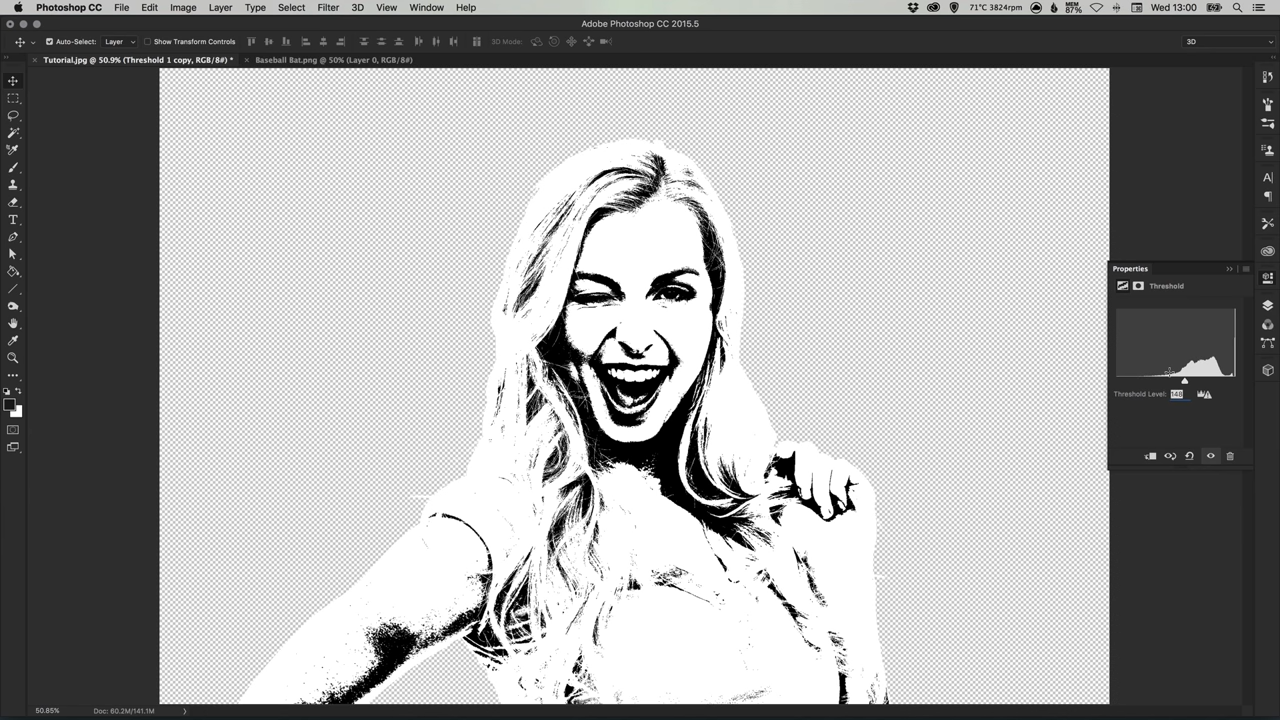 Photoshop CC File Edit Image Layer Type Select Filter 3D View Window Help 71°C 3824rpm MEM 87% Wed 13:00
Adobe Photoshop CC 2015.5
Auto-Select: Layer Show Transform Controls 3D Mode: 3D
Tutorial.jpg @ 50.9% (Threshold 1 copy, RGB/8#) * Baseball Bat.png @ 50% (Layer 0, RGB/8#)
Properties
Threshold
Threshold Level: 148
50.85% Doc: 60.2M/141.1M